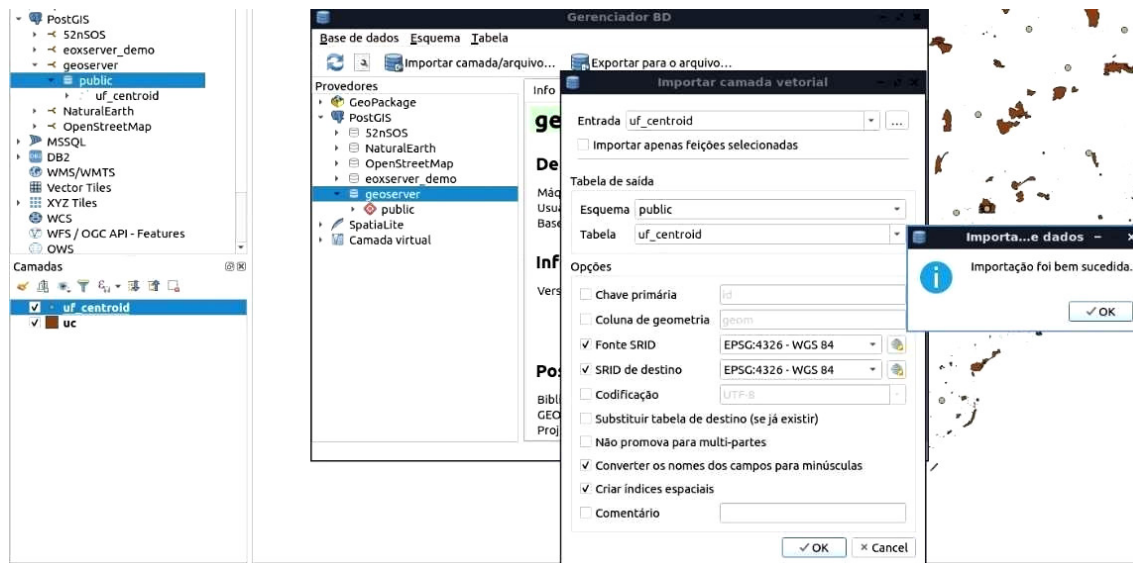 PostGIS
52nSOS
eoxserver_demo
geoserver
public
uf_centroid
NaturalEarth
OpenStreetMap
MSSQL
DB2
WMS/WMTS
Vector Tiles
XYZ Tiles
WCS
WFS / OGC API - Features
OWS
Camadas
uf_centroid
uc
Gerenciador BD
Base de dados Esquema Tabela
Importar camada/arquivo... Exportar para o arquivo...
Provedores
GeoPackage
PostGIS
52nSOS
NaturalEarth
OpenStreetMap
eoxserver_demo
geoserver
public
SpatiaLite
Camada virtual
Info
ge
De
Máq
Usua
Base
Inf
Vers
Pos
Bibl
GEO
Proj
Importar camada vetorial
Entrada uf_centroid ...
Importar apenas feições selecionadas
Tabela de saída
Esquema public
Tabela uf_centroid
Opções
Chave primária id
Coluna de geometria geom
Fonte SRID EPSG:4326 - WGS 84
SRID de destino EPSG:4326 - WGS 84
Codificação UTF-8
Substituir tabela de destino (se já existir)
Não promova para multi-partes
Converter os nomes dos campos para minúsculas
Criar índices espaciais
Comentário
OK Cancel
Importa...e dados
Importação foi bem sucedida.
OK